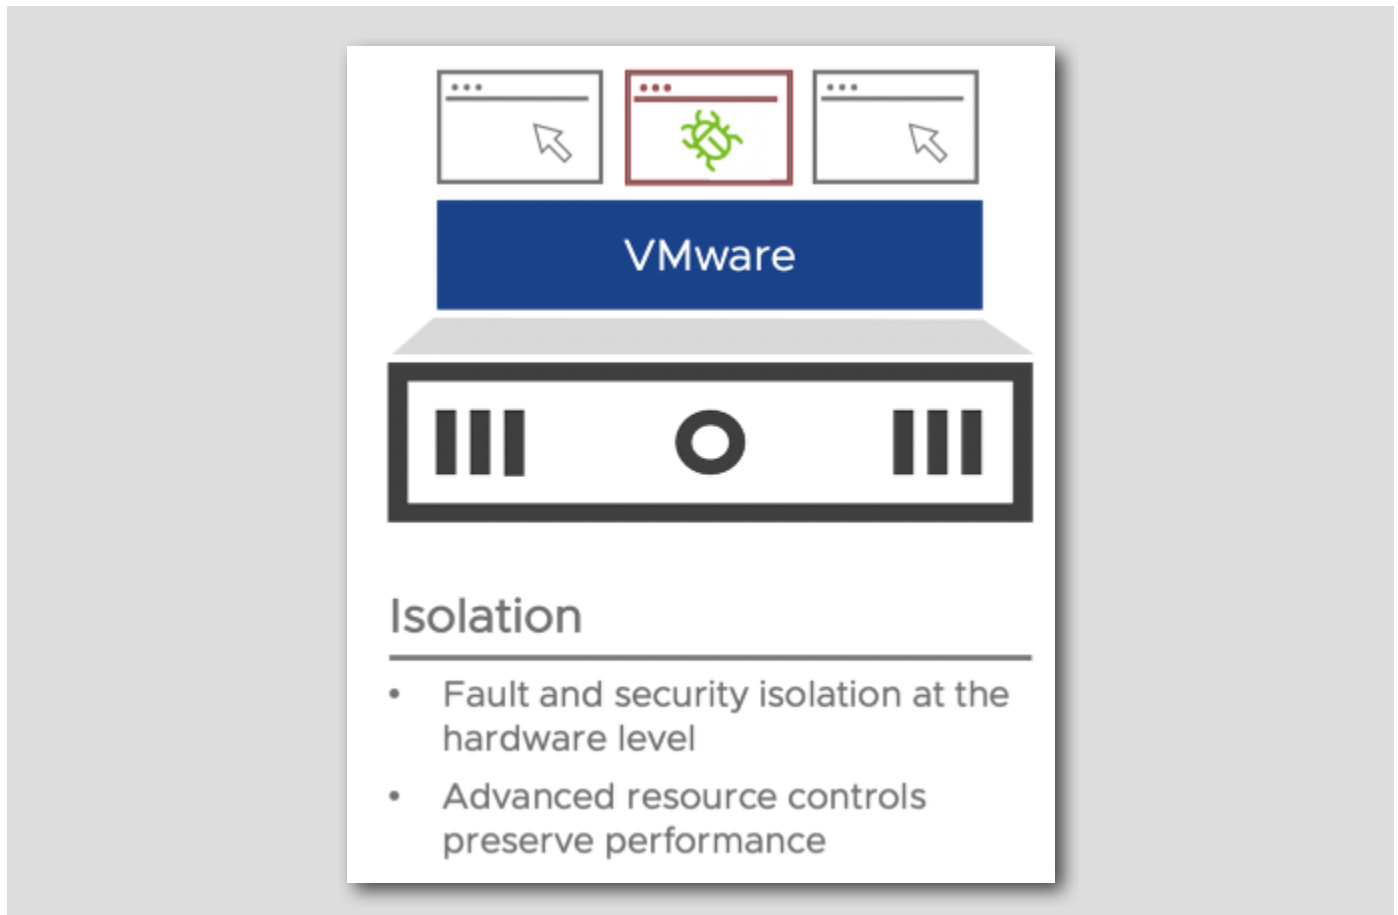 VMware
Isolation
• Fault and security isolation at the
hardware level
• Advanced resource controls
preserve performance